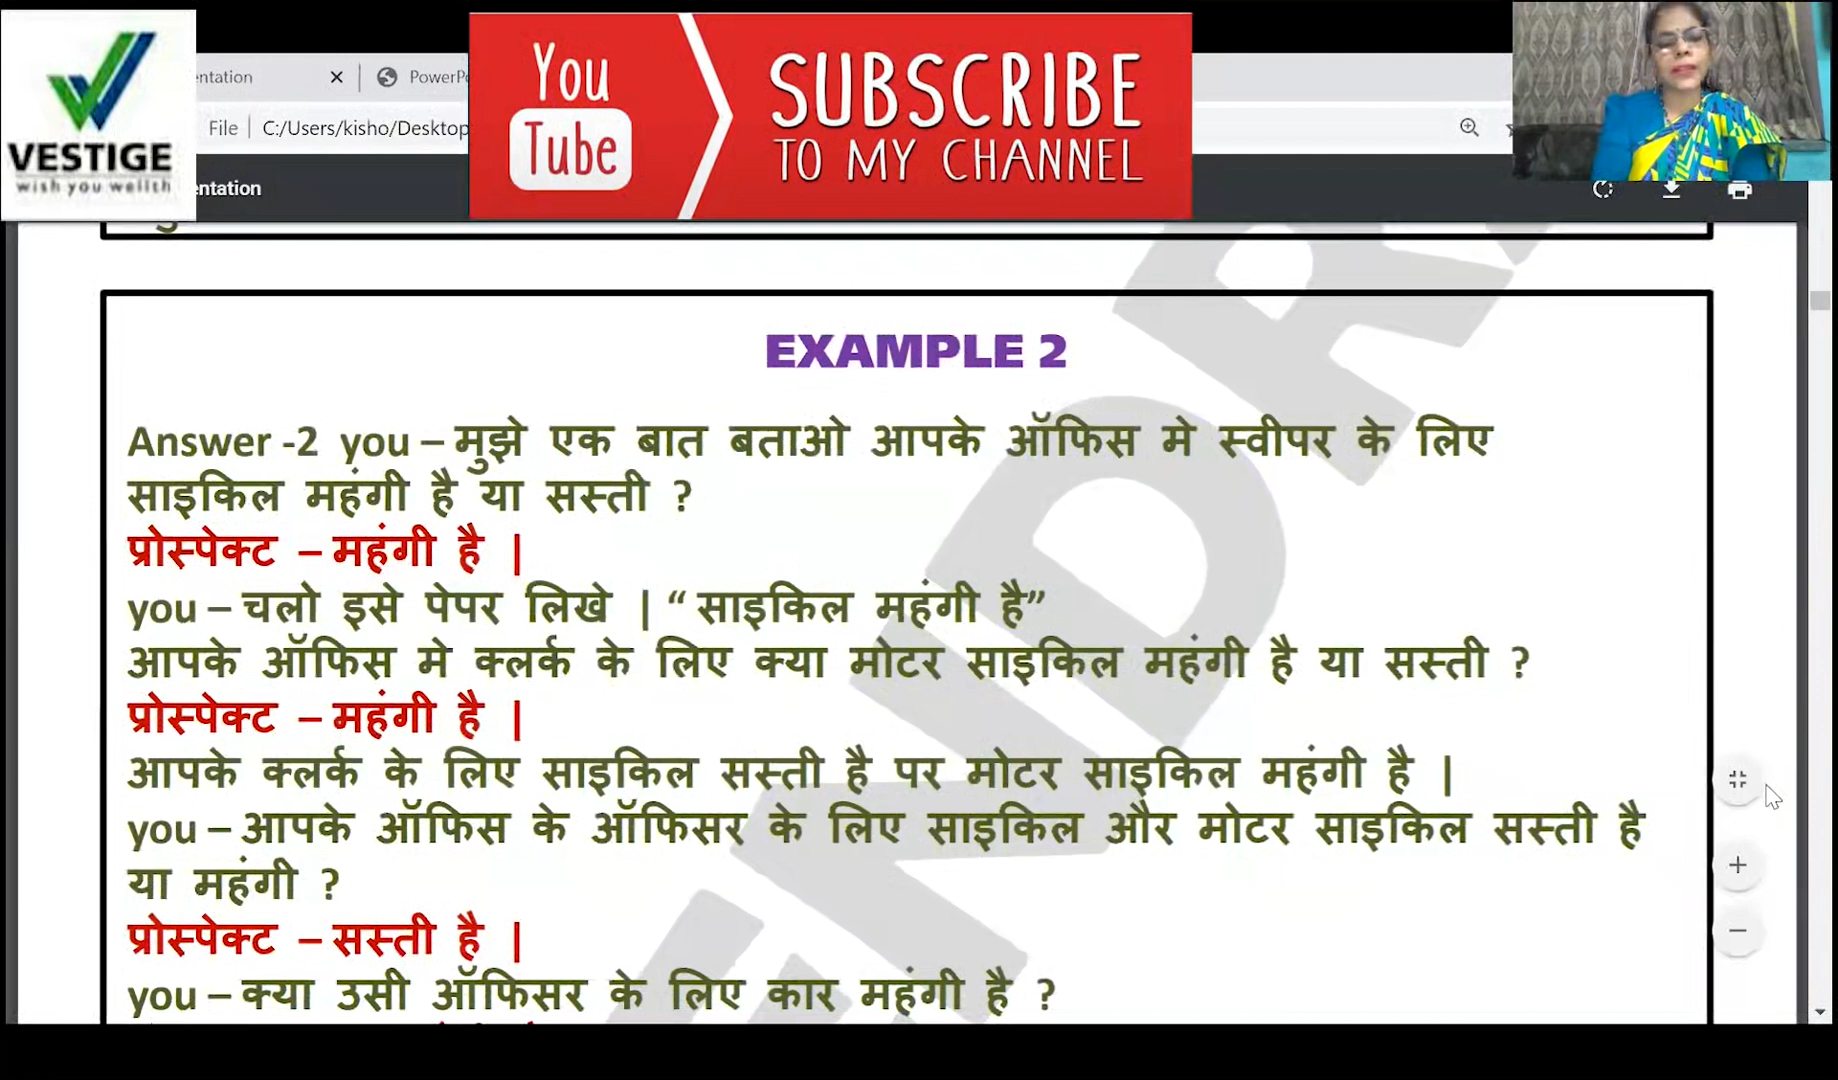 VESTIGE
wish you wellth
entation
PowerP
File
C:/Users/kisho/Desktop
entation
You
Tube
SUBSCRIBE
TO MY CHANNEL
EXAMPLE 2
Answer -2 you – मुझे एक बात बताओ आपके ऑफिस मे स्वीपर के लिए
साइकिल महंगी है या सस्ती ?
प्रोस्पेक्ट – महंगी है |
you – चलो इसे पेपर लिखे | “ साइकिल महंगी है”
आपके ऑफिस मे क्लर्क के लिए क्या मोटर साइकिल महंगी है या सस्ती ?
प्रोस्पेक्ट – महंगी है |
आपके क्लर्क के लिए साइकिल सस्ती है पर मोटर साइकिल महंगी है |
you – आपके ऑफिस के ऑफिसर के लिए साइकिल और मोटर साइकिल सस्ती है
या महंगी ?
प्रोस्पेक्ट – सस्ती है |
you – क्या उसी ऑफिसर के लिए कार महंगी है ?